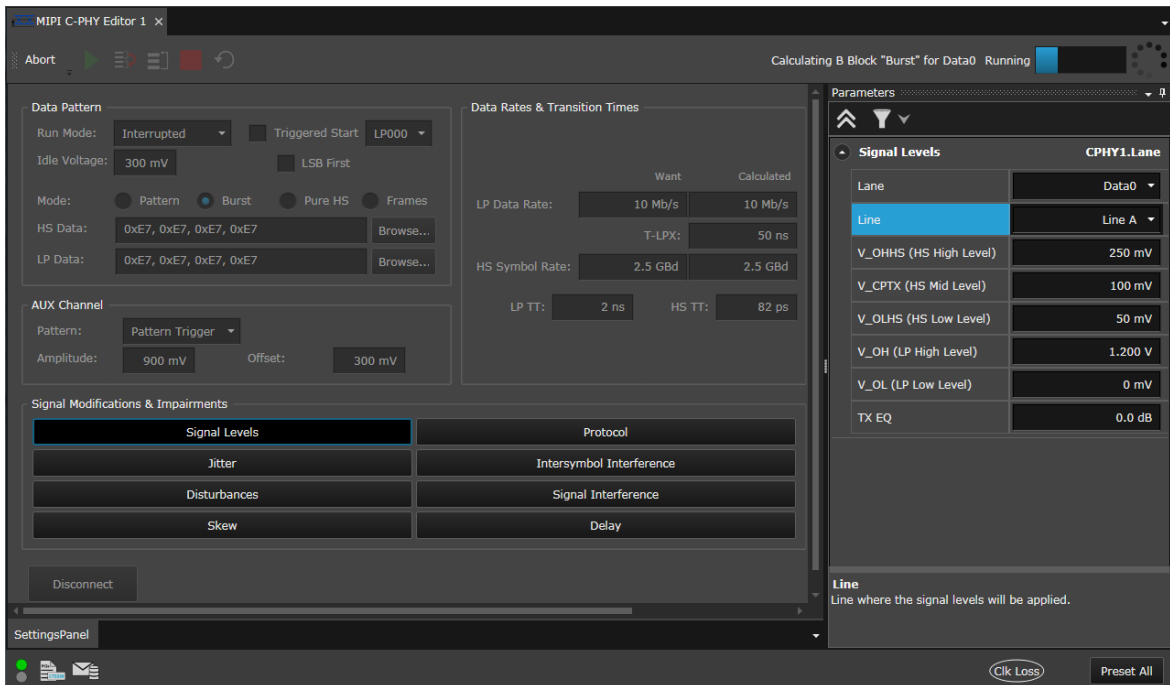 MIPI C-PHY Editor 1
Abort
Calculating B Block "Burst" for Data0 Running
Data Pattern
Run Mode: Interrupted Triggered Start LP000
Idle Voltage: 300 mV LSB First
Mode: Pattern Burst Pure HS Frames
HS Data: 0xE7, 0xE7, 0xE7, 0xE7 Browse...
LP Data: 0xE7, 0xE7, 0xE7, 0xE7 Browse...
AUX Channel
Pattern: Pattern Trigger
Amplitude: 900 mV Offset: 300 mV
Data Rates & Transition Times
Want Calculated
LP Data Rate: 10 Mb/s 10 Mb/s
T-LPX: 50 ns
HS Symbol Rate: 2.5 GBd 2.5 GBd
LP TT: 2 ns HS TT: 82 ps
Signal Modifications & Impairments
Signal Levels Protocol
Jitter Intersymbol Interference
Disturbances Signal Interference
Skew Delay
Disconnect
SettingsPanel
Parameters
Signal Levels CPHY1.Lane
Lane Data0
Line Line A
V_OHHS (HS High Level) 250 mV
V_CPTX (HS Mid Level) 100 mV
V_OLHS (HS Low Level) 50 mV
V_OH (LP High Level) 1.200 V
V_OL (LP Low Level) 0 mV
TX EQ 0.0 dB
Line
Line where the signal levels will be applied.
Clk Loss Preset All